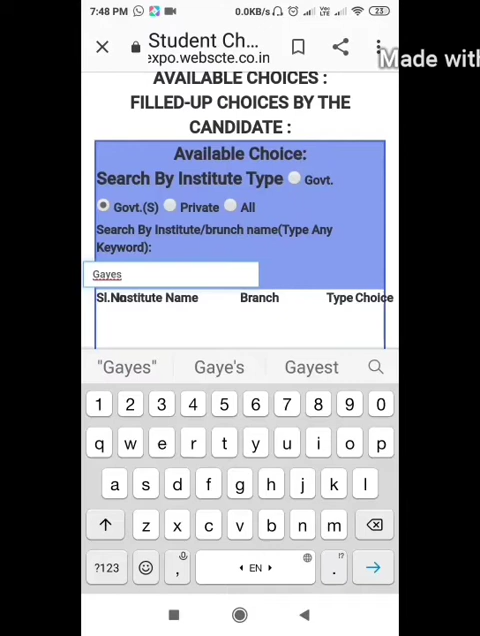 7:48 PM 0.0KB/s 23
Student Ch...
expo.webscte.co.in
Made with
AVAILABLE CHOICES :
FILLED-UP CHOICES BY THE
CANDIDATE :
Available Choice:
Search By Institute Type Govt.
Govt.(S) Private All
Search By Institute/brunch name(Type Any
Keyword):
Gayes
Sl.No Institute Name Branch Type Choice
"Gayes" Gaye's Gayest
1 2 3 4 5 6 7 8 9 0
q w e r t y u i o p
a s d f g h j k l
z x c v b n m
?123 , EN . !?